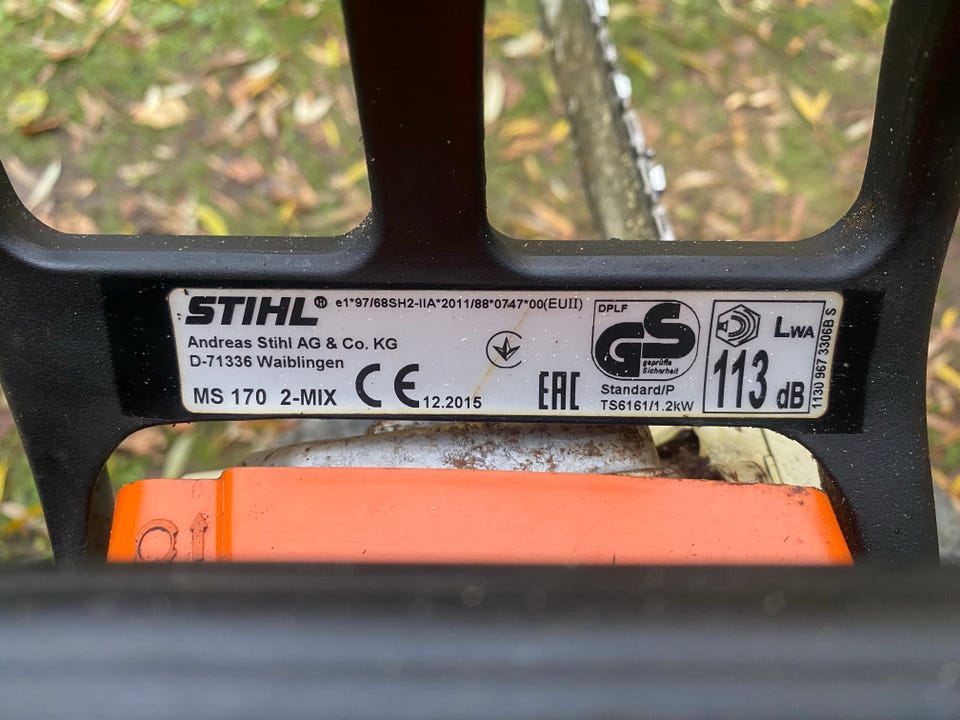 STIHL® e1*97/68SH2-IIA*2011/88*0747*00(EUII)
Andreas Stihl AG & Co. KG
D-71336 Waiblingen
MS 170 2-MIX CE 12.2015
EAC
DPLF
GS
geprüfte
Sicherheit
Standard/P
TS6161/1.2kW
LWA
113 dB
1130 967 3306B S